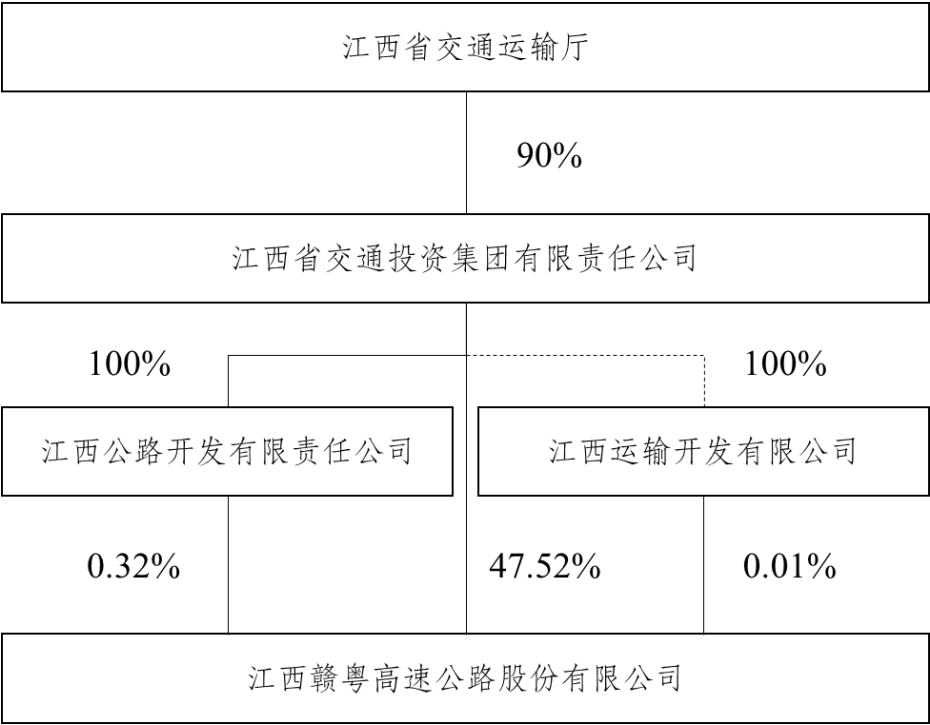 江西省交通运输厅
90%
江西省交通投资集团有限责任公司
100%
100%
江西公路开发有限责任公司
江西运输开发有限公司
0.32%
47.52%
0.01%
江西赣粤高速公路股份有限公司